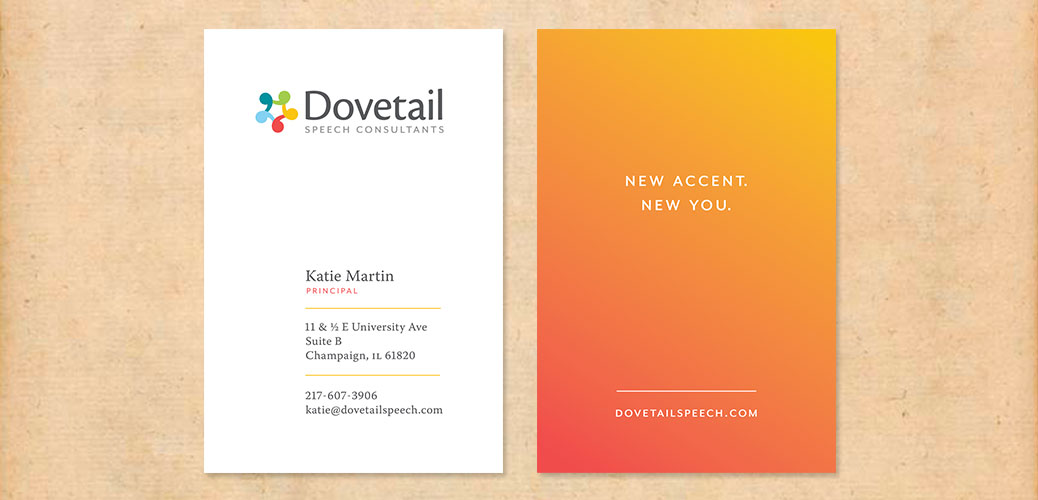 Dovetail
SPEECH CONSULTANTS
Katie Martin
PRINCIPAL
11 & ½ E University Ave
Suite B
Champaign, IL 61820
217-607-3906
katie@dovetailspeech.com
NEW ACCENT.
NEW YOU.
DOVETAILSPEECH.COM